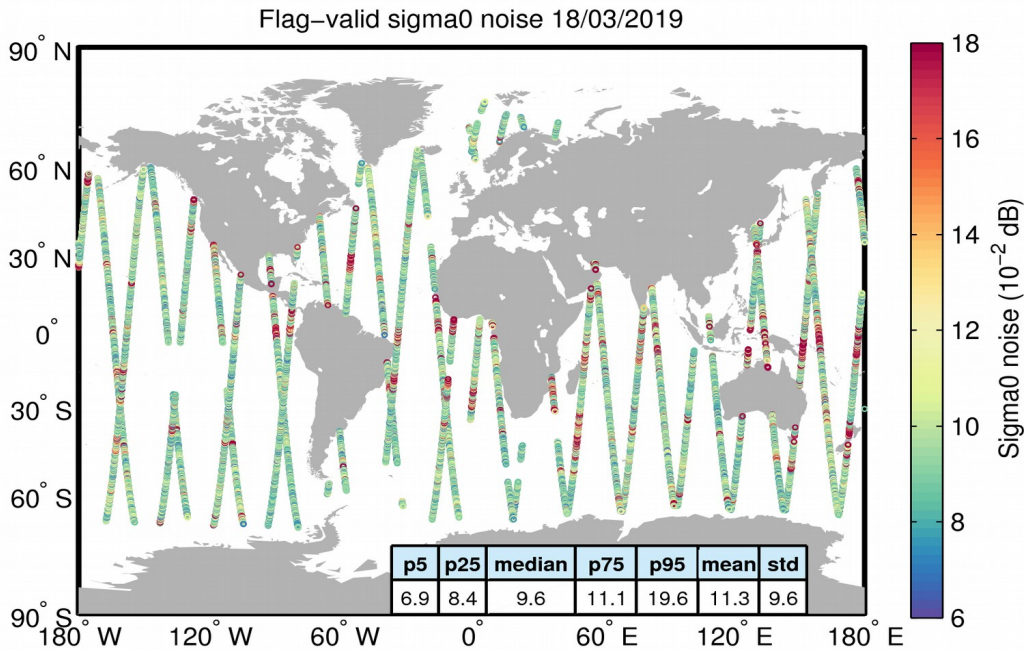 Flag−valid sigma0 noise 18/03/2019
90° N
60° N
30° N
0°
30° S
60° S
90° S
180° W 120° W 60° W 0° 60° E 120° E 180° E
p5 p25 median p75 p95 mean std
6.9 8.4 9.6 11.1 19.6 11.3 9.6
18
16
14
12
10
8
6
Sigma0 noise (10⁻² dB)